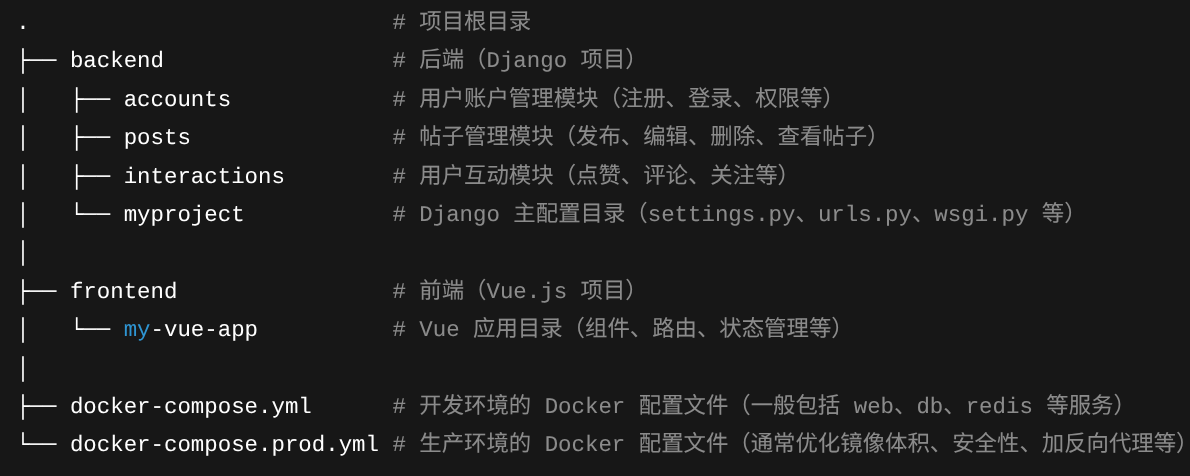 .                           # 项目根目录
├── backend                 # 后端（Django 项目）
│   ├── accounts            # 用户账户管理模块（注册、登录、权限等）
│   ├── posts               # 帖子管理模块（发布、编辑、删除、查看帖子）
│   ├── interactions        # 用户互动模块（点赞、评论、关注等）
│   └── myproject           # Django 主配置目录（settings.py、urls.py、wsgi.py 等）
│
├── frontend                # 前端（Vue.js 项目）
│   └── my-vue-app          # Vue 应用目录（组件、路由、状态管理等）
│
├── docker-compose.yml      # 开发环境的 Docker 配置文件（一般包括 web、db、redis 等服务）
└── docker-compose.prod.yml # 生产环境的 Docker 配置文件（通常优化镜像体积、安全性、加反向代理等）